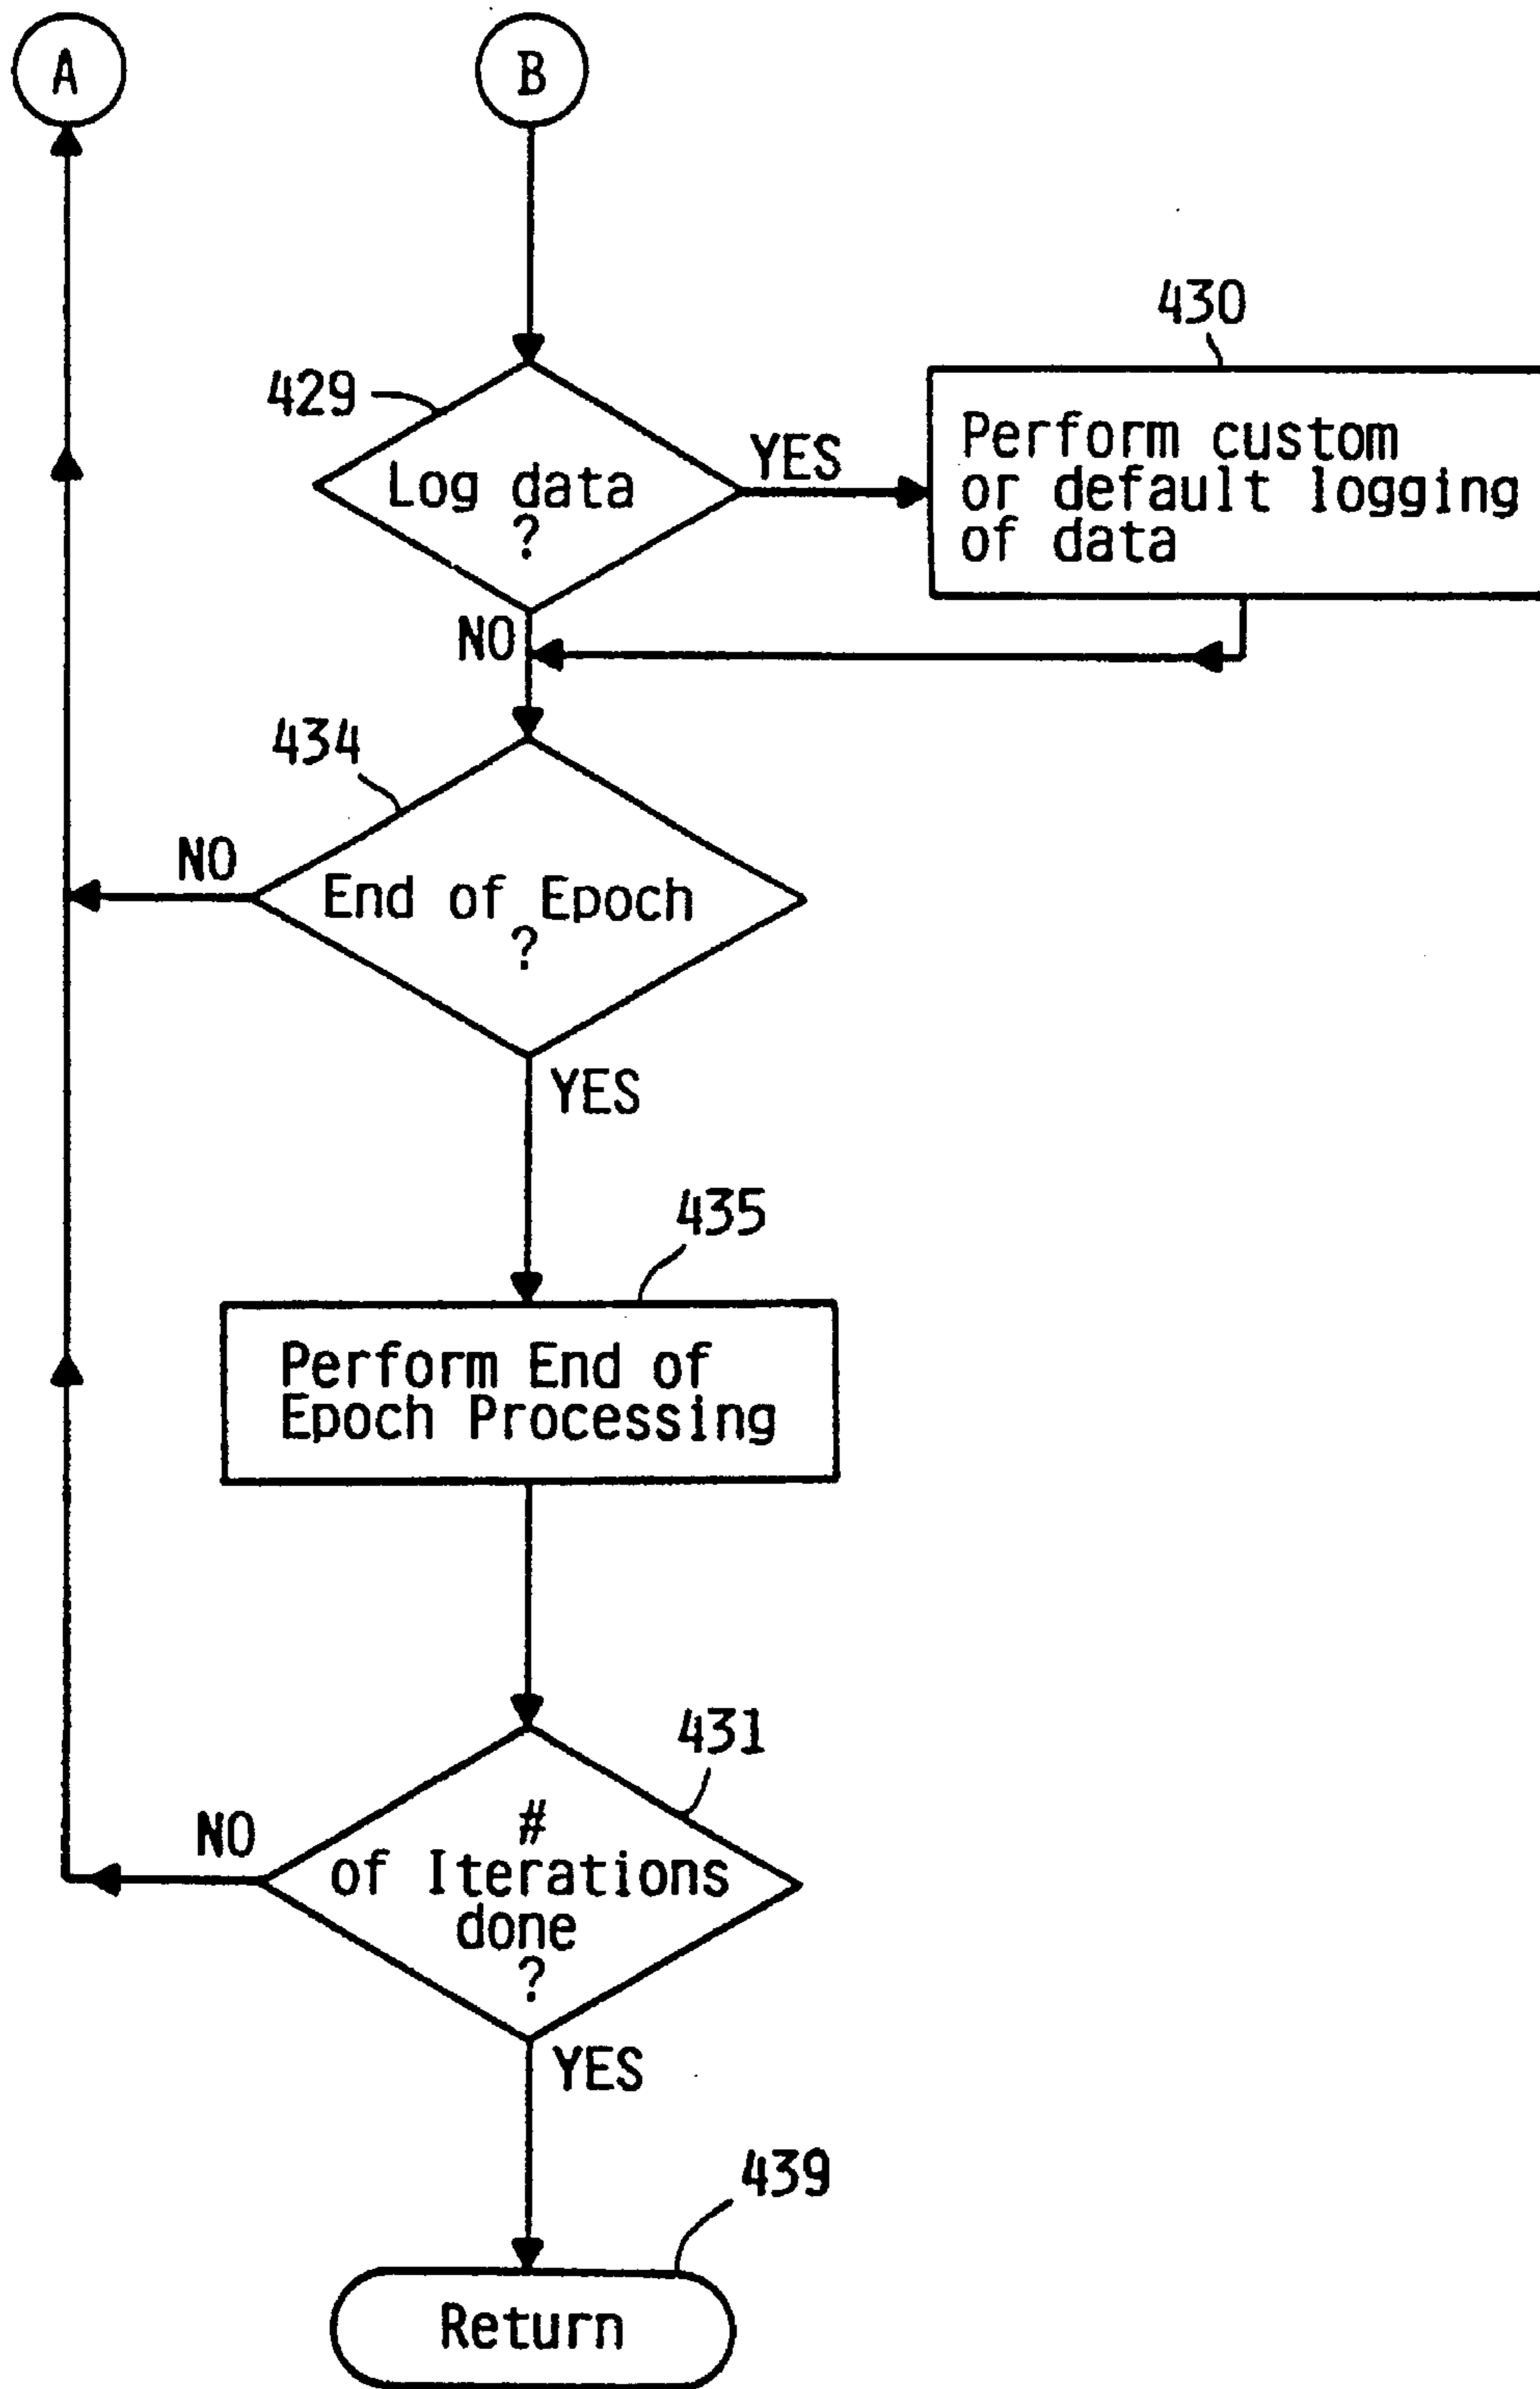 A
B
430
429
YES
Perform custom
or default logging
of data
Log data
?
NO
434
NO
End of Epoch
?
YES
435
Perform End of
Epoch Processing
431
NO
#
of Iterations
done
?
YES
439
Return